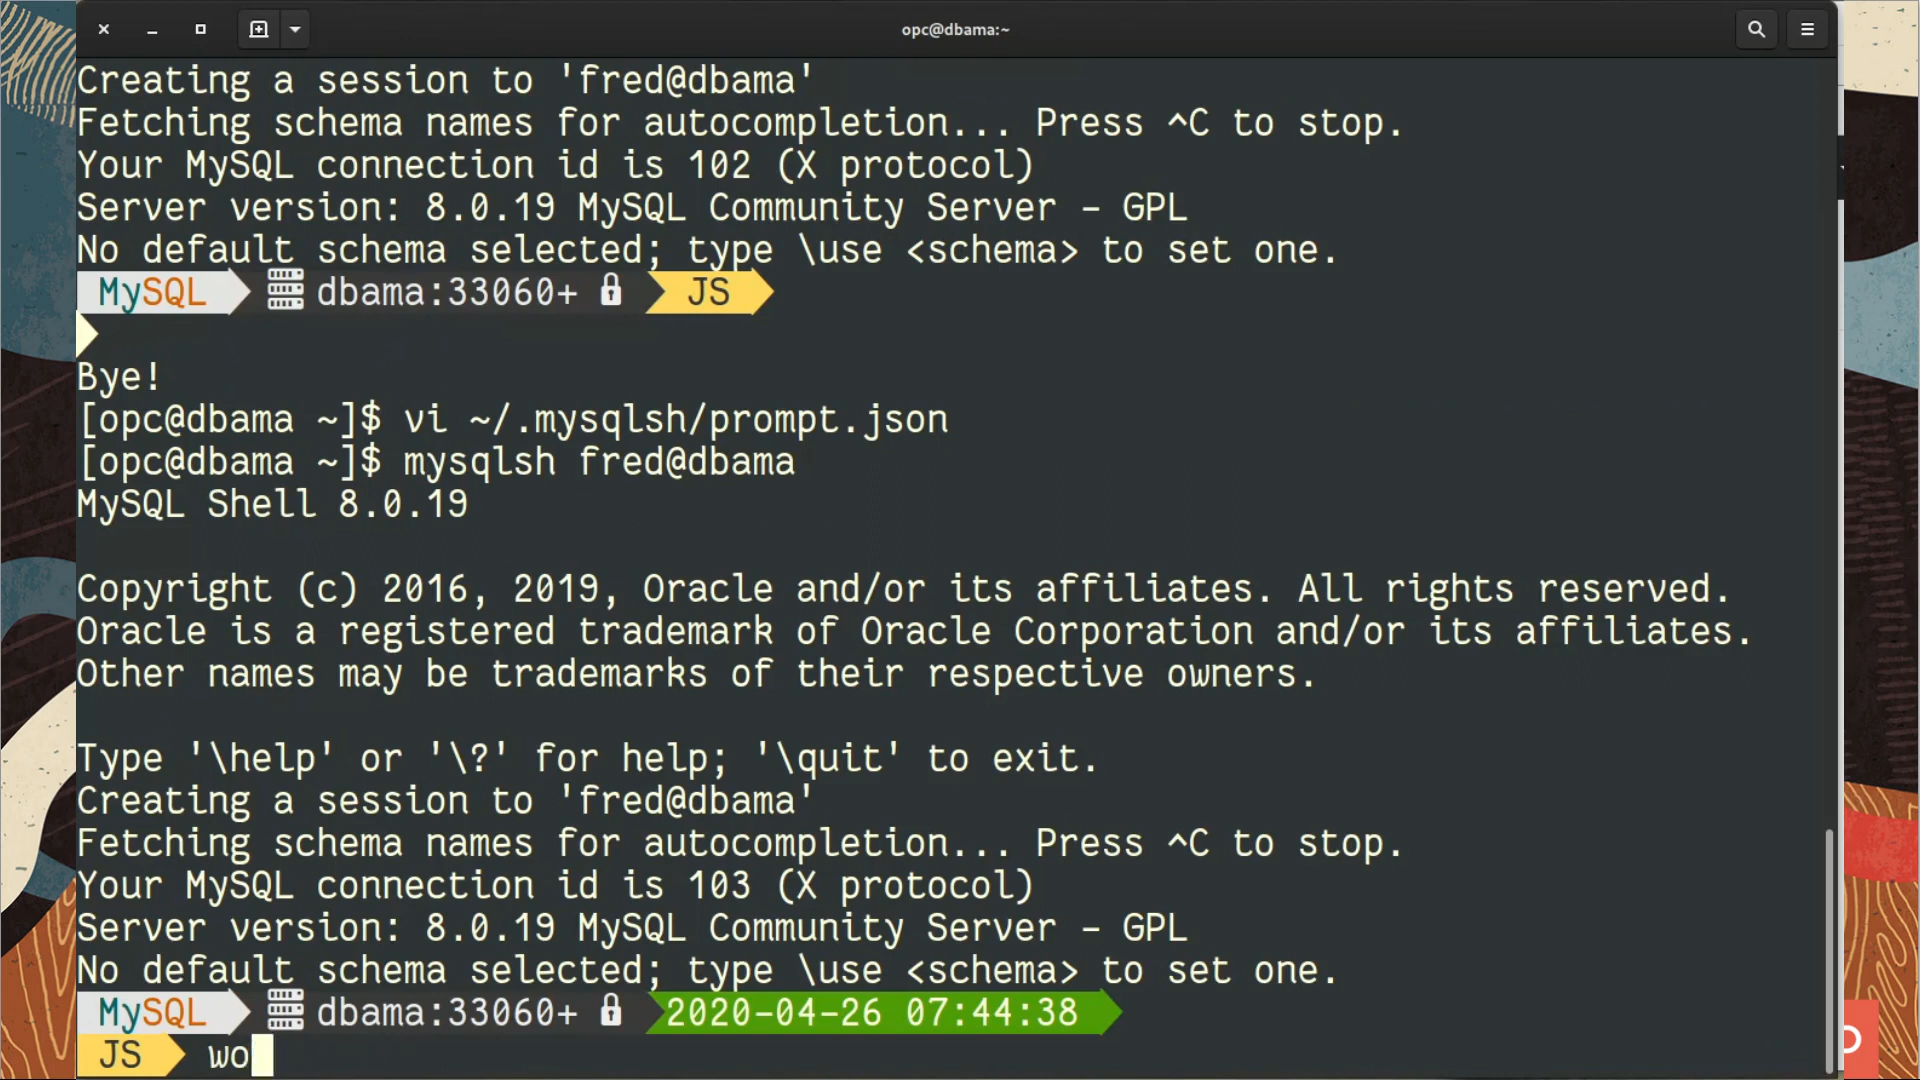 opc@dbama:~
Creating a session to 'fred@dbama'
Fetching schema names for autocompletion... Press ^C to stop.
Your MySQL connection id is 102 (X protocol)
Server version: 8.0.19 MySQL Community Server - GPL
No default schema selected; type \use <schema> to set one.
MySQL dbama:33060+ JS
Bye!
[opc@dbama ~]$ vi ~/.mysqlsh/prompt.json
[opc@dbama ~]$ mysqlsh fred@dbama
MySQL Shell 8.0.19
Copyright (c) 2016, 2019, Oracle and/or its affiliates. All rights reserved.
Oracle is a registered trademark of Oracle Corporation and/or its affiliates.
Other names may be trademarks of their respective owners.
Type '\help' or '\?' for help; '\quit' to exit.
Creating a session to 'fred@dbama'
Fetching schema names for autocompletion... Press ^C to stop.
Your MySQL connection id is 103 (X protocol)
Server version: 8.0.19 MySQL Community Server - GPL
No default schema selected; type \use <schema> to set one.
MySQL dbama:33060+ 2020-04-26 07:44:38
JS wo